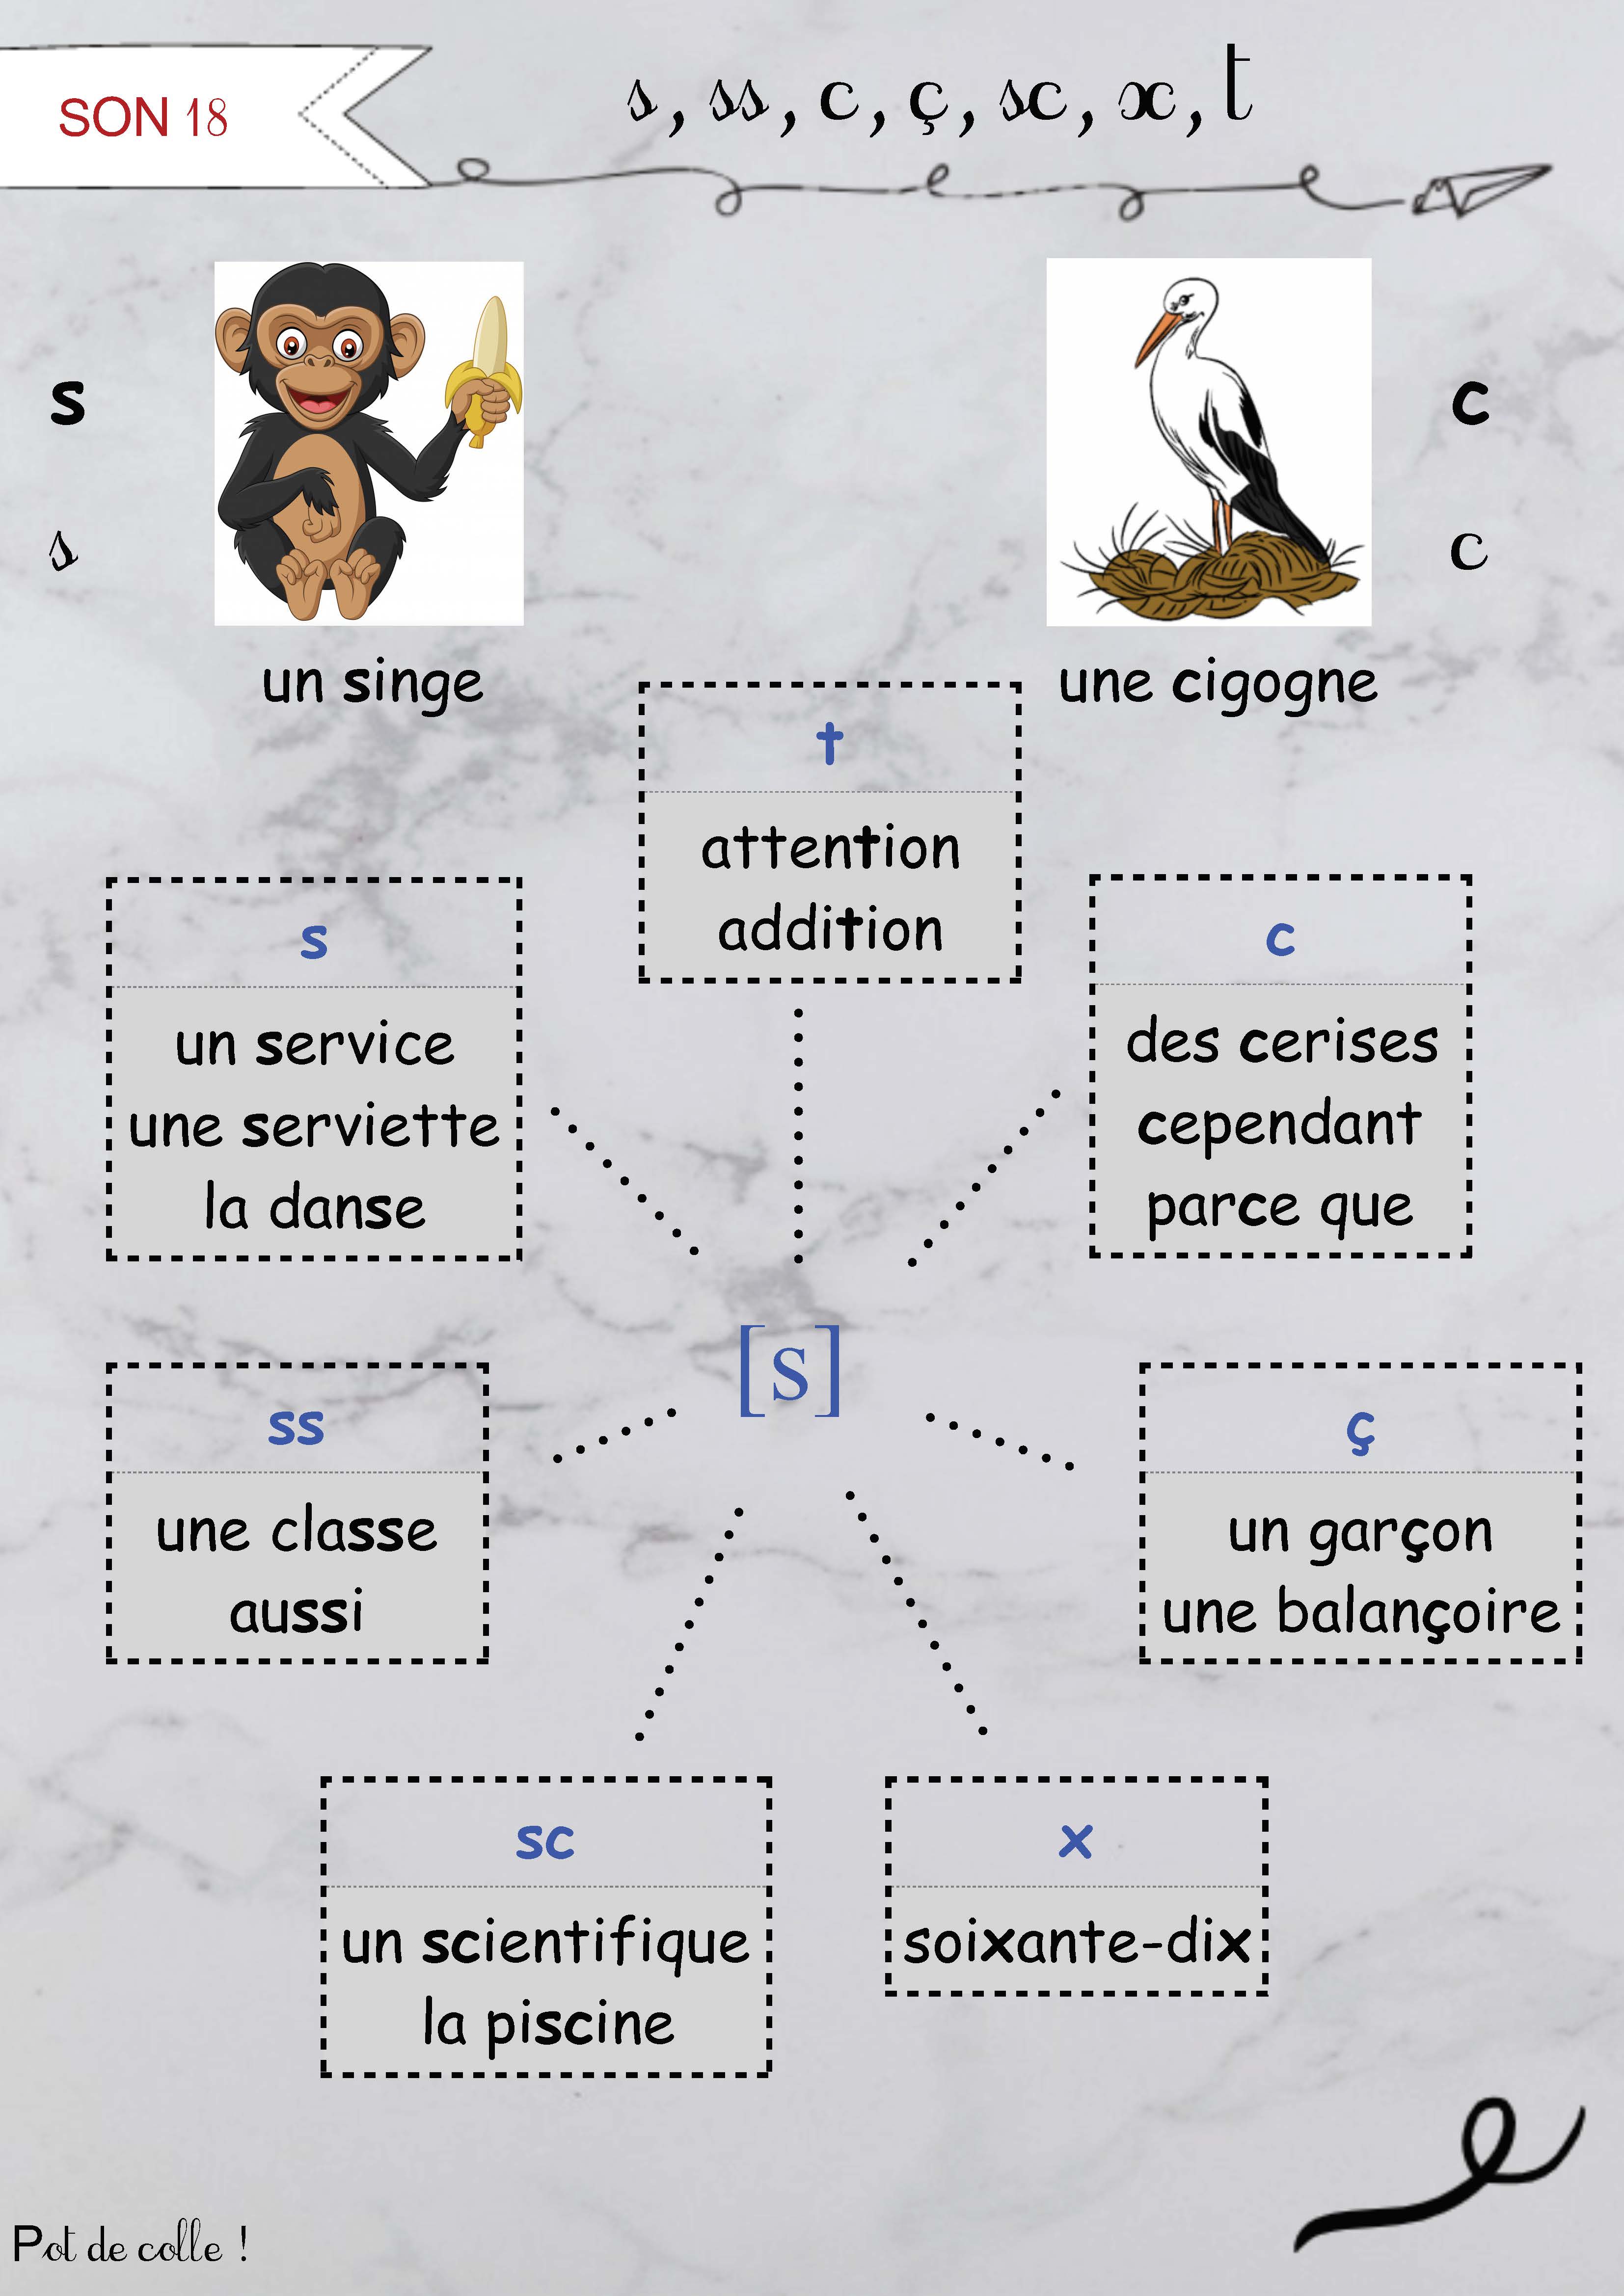 SON 18
s, ss, c, ç, sc, x, t
s
s
un singe
c
c
une cigogne
t
attention
addition
s
un service
une serviette
la danse
c
des cerises
cependant
parce que
[s]
ss
une classe
aussi
ç
un garçon
une balançoire
sc
un scientifique
la piscine
x
soixante-dix
Pot de colle !